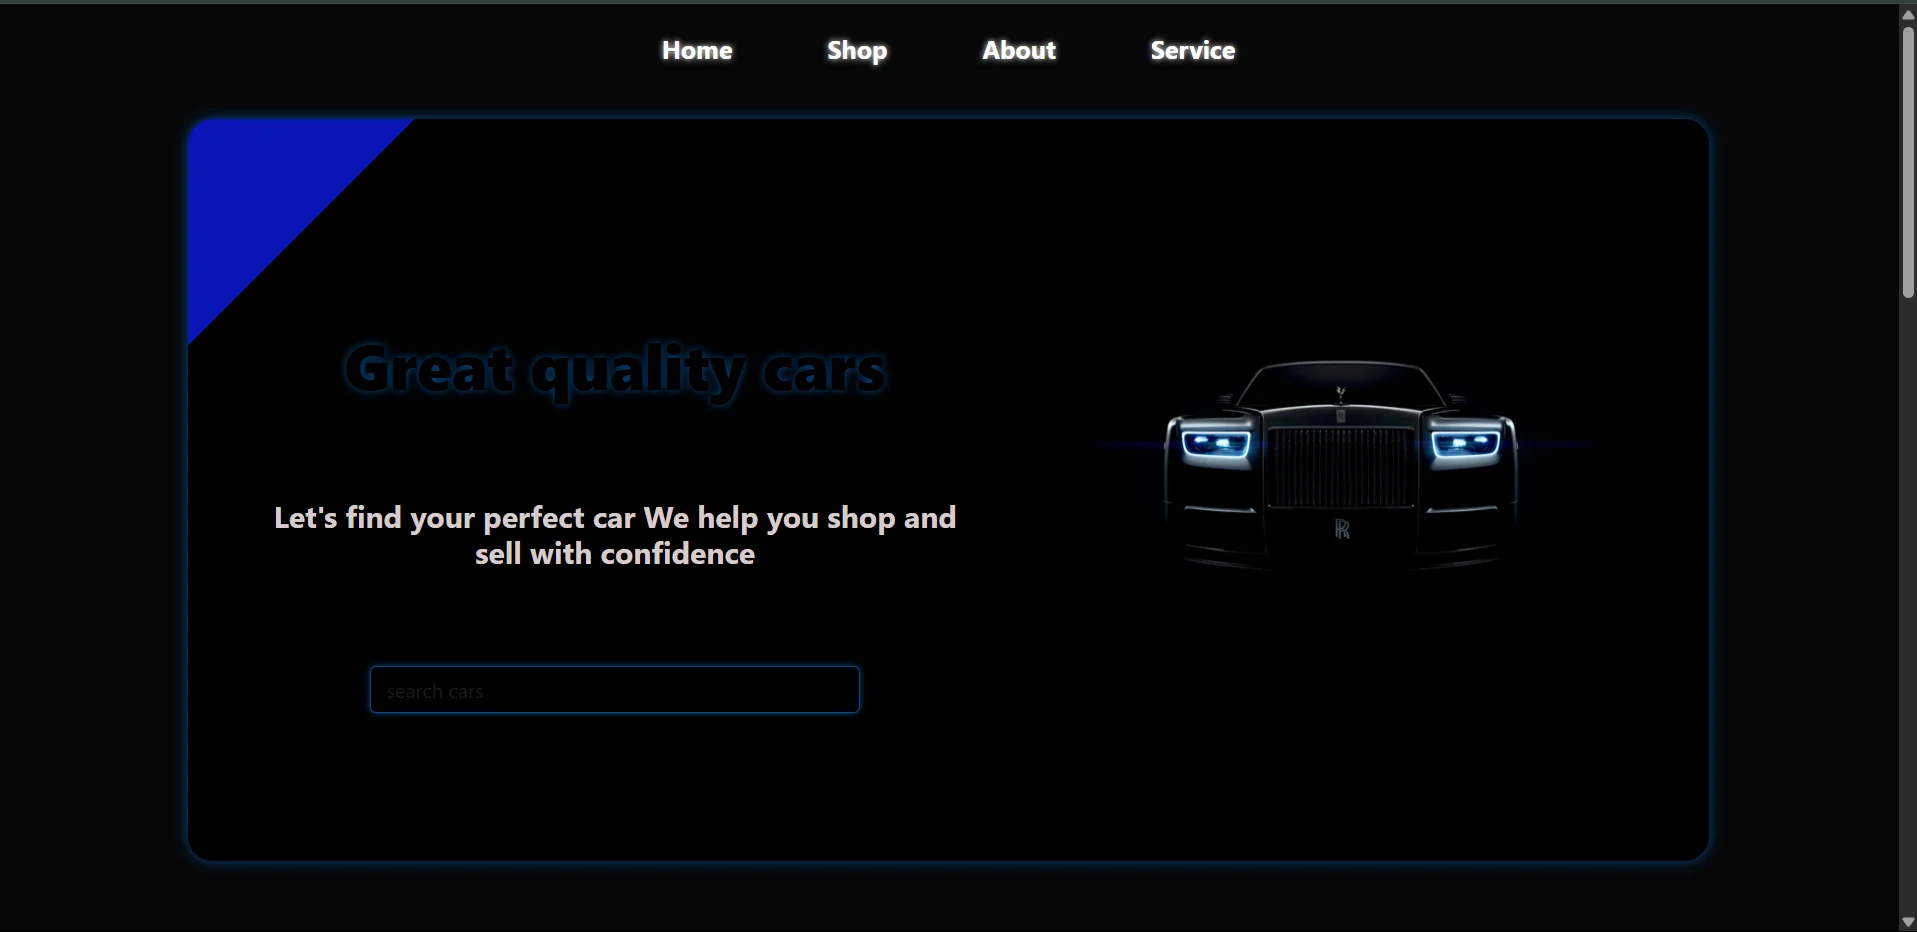 Home Shop About Service
Great quality cars
Let's find your perfect car We help you shop and
sell with confidence
search cars